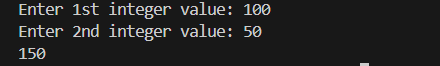 Enter 1st integer value: 100
Enter 2nd integer value: 50
150